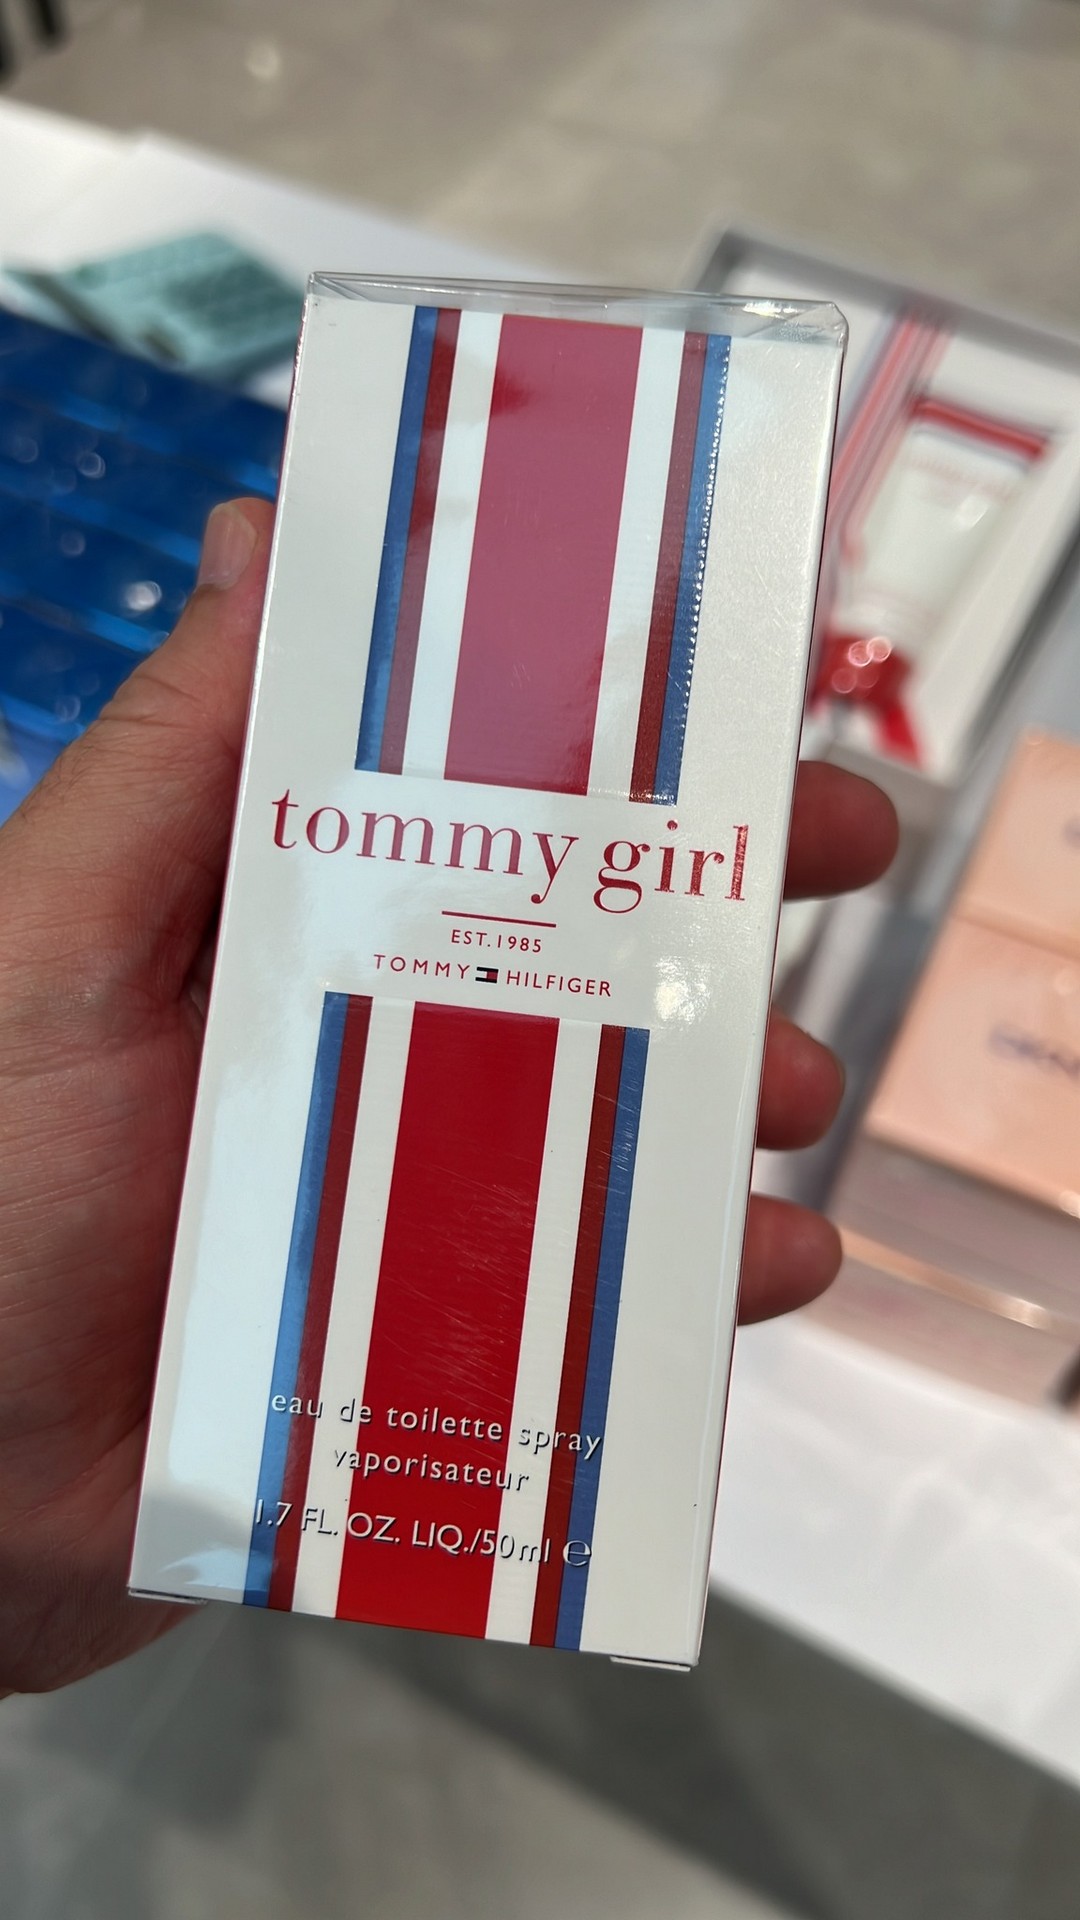 tommy girl
EST.1985
TOMMY HILFIGER
eau de toilette spray
vaporisateur
1.7 FL. OZ. LIQ./50ml ℮